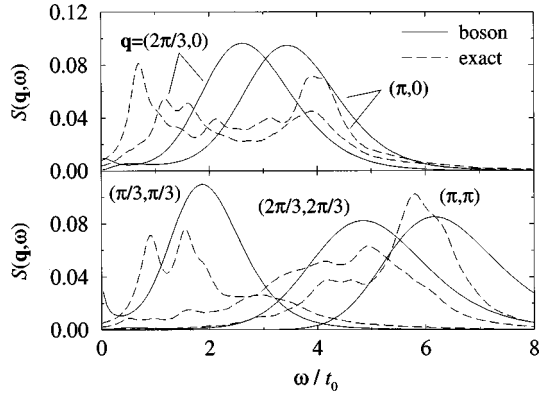 0.12
0.08
0.04
0.00
S(q,ω)
q=(2π/3,0)
(π,0)
boson
exact
0.08
0.04
0.00
S(q,ω)
(π/3,π/3)
(2π/3,2π/3)
(π,π)
0 2 4 6 8
ω / t₀